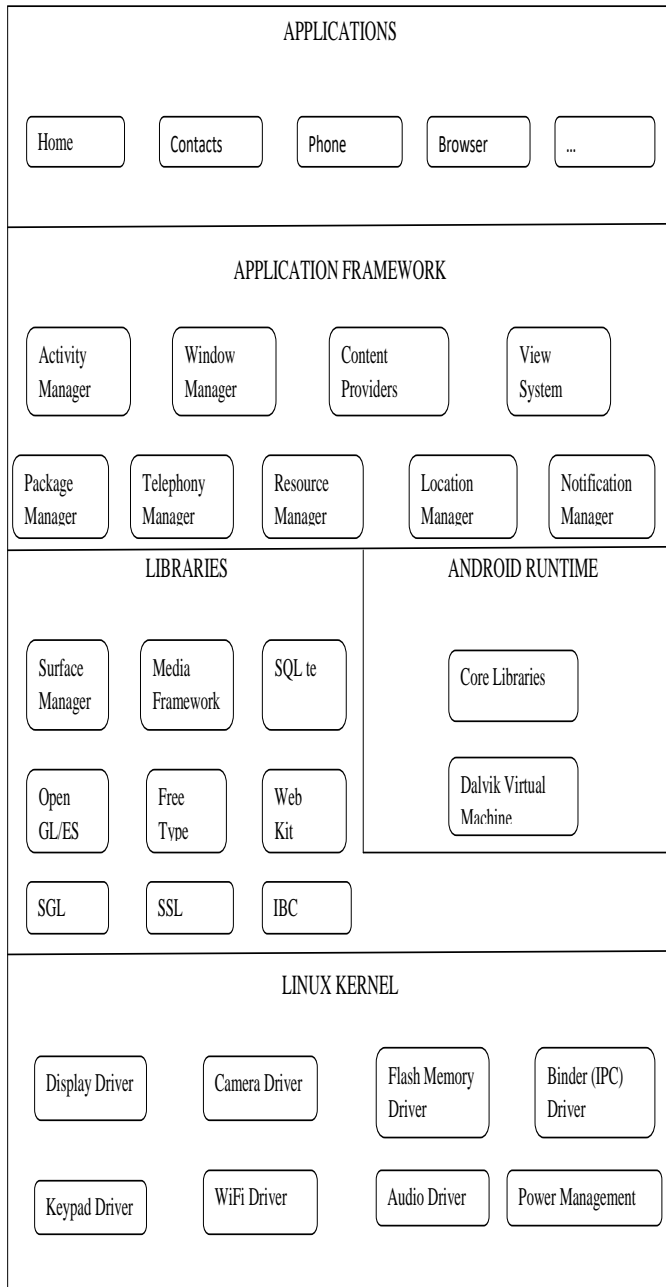 APPLICATIONS
Home
Contacts
Phone
Browser
...
APPLICATION FRAMEWORK
Activity
Manager
Window
Manager
Content
Providers
View
System
Package
Manager
Telephony
Manager
Resource
Manager
Location
Manager
Notification
Manager
LIBRARIES
Surface
Manager
Media
Framework
SQL te
Open
GL/ES
Free
Type
Web
Kit
SGL
SSL
IBC
ANDROID RUNTIME
Core Libraries
Dalvik Virtual
Machine
LINUX KERNEL
Display Driver
Camera Driver
Flash Memory
Driver
Binder (IPC)
Driver
Keypad Driver
WiFi Driver
Audio Driver
Power Management